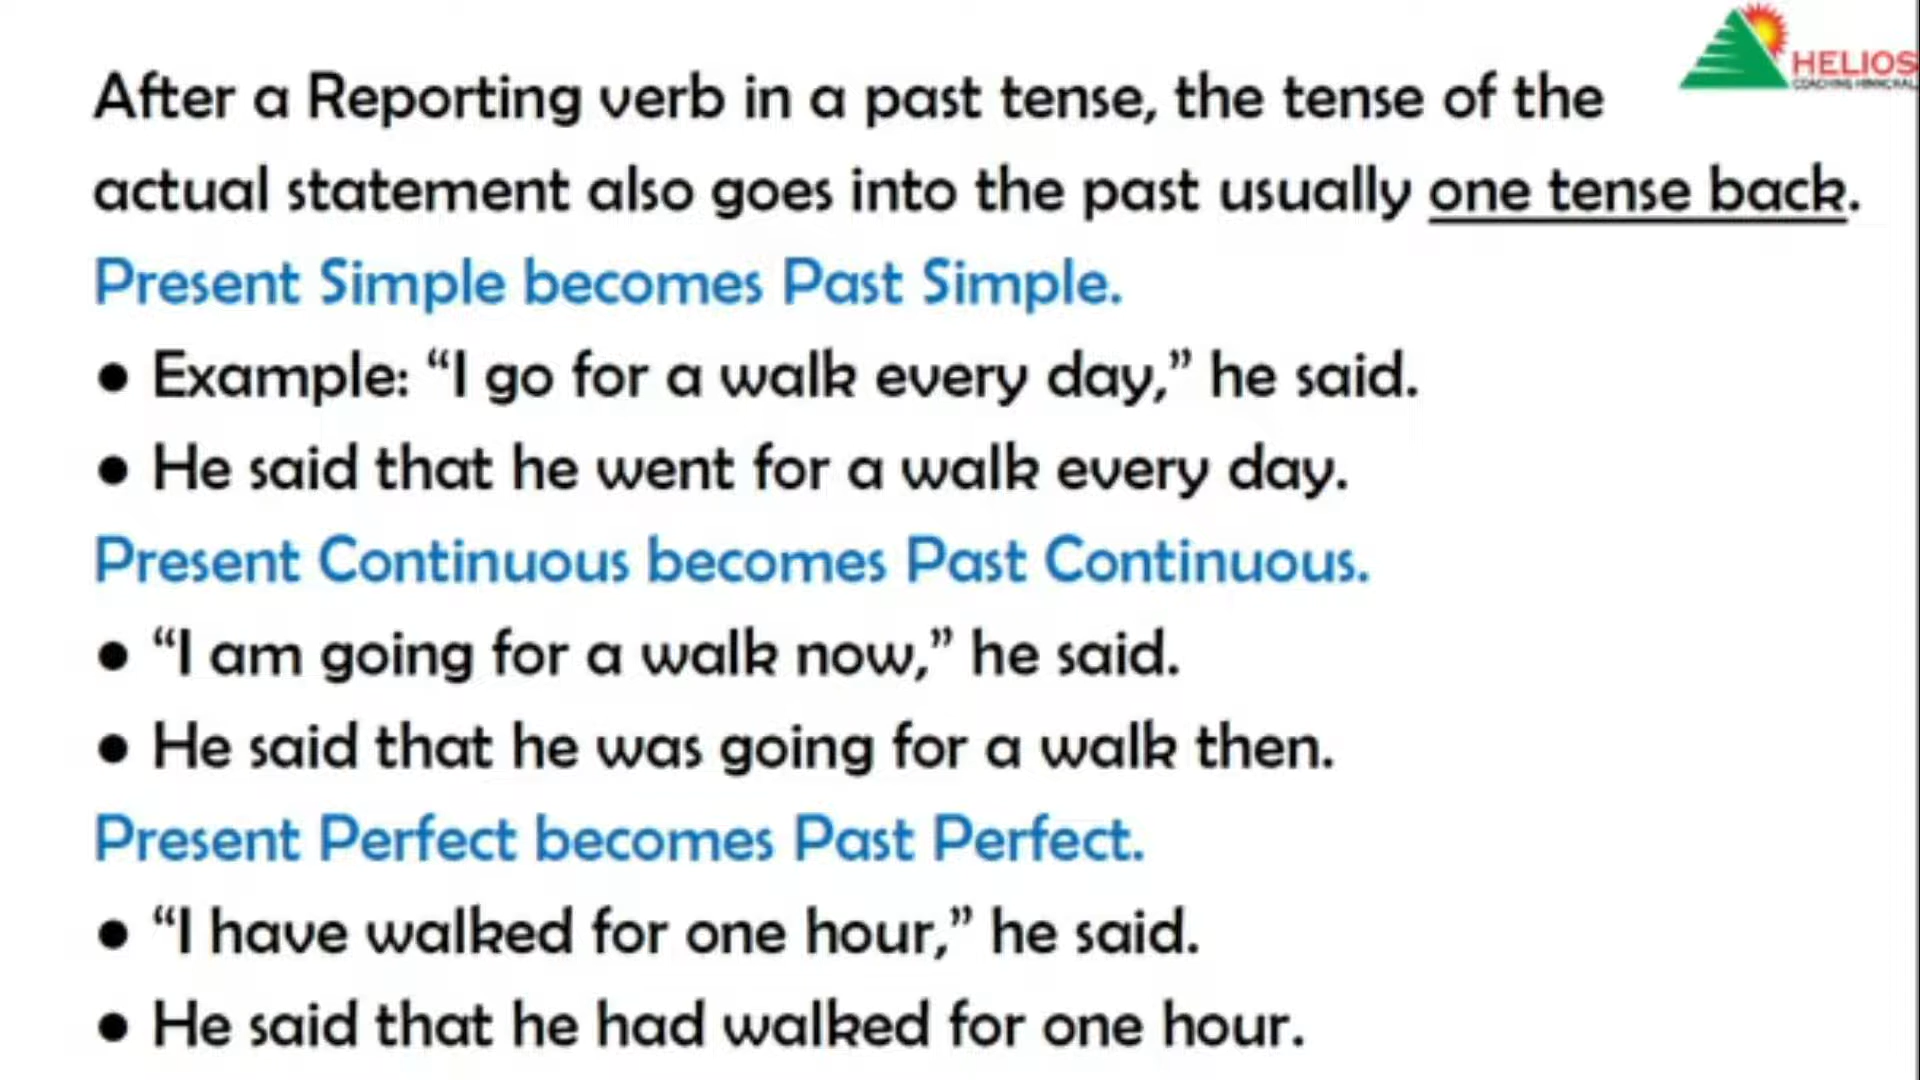 HELIOS
After a Reporting verb in a past tense, the tense of the
actual statement also goes into the past usually one tense back.
Present Simple becomes Past Simple.
● Example: “I go for a walk every day,” he said.
● He said that he went for a walk every day.
Present Continuous becomes Past Continuous.
● “I am going for a walk now,” he said.
● He said that he was going for a walk then.
Present Perfect becomes Past Perfect.
● “I have walked for one hour,” he said.
● He said that he had walked for one hour.